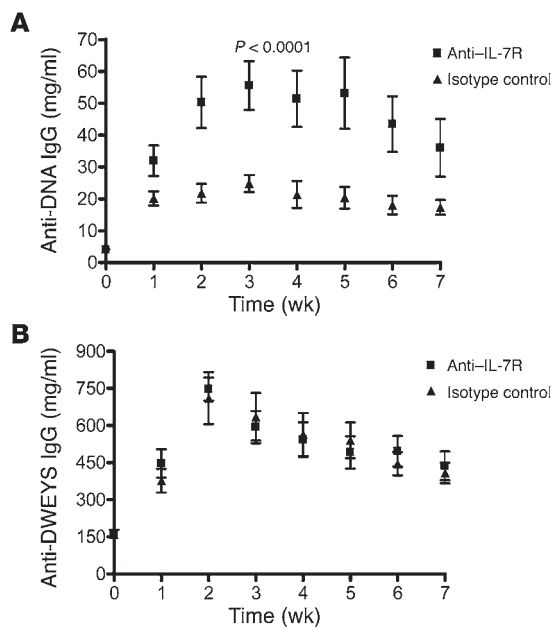 A
P < 0.0001
Anti–IL-7R
Isotype control
Anti-DNA IgG (mg/ml)
70
60
50
40
30
20
10
0
0 1 2 3 4 5 6 7
Time (wk)
B
Anti–IL-7R
Isotype control
Anti-DWEYS IgG (mg/ml)
900
750
600
450
300
150
0
0 1 2 3 4 5 6 7
Time (wk)